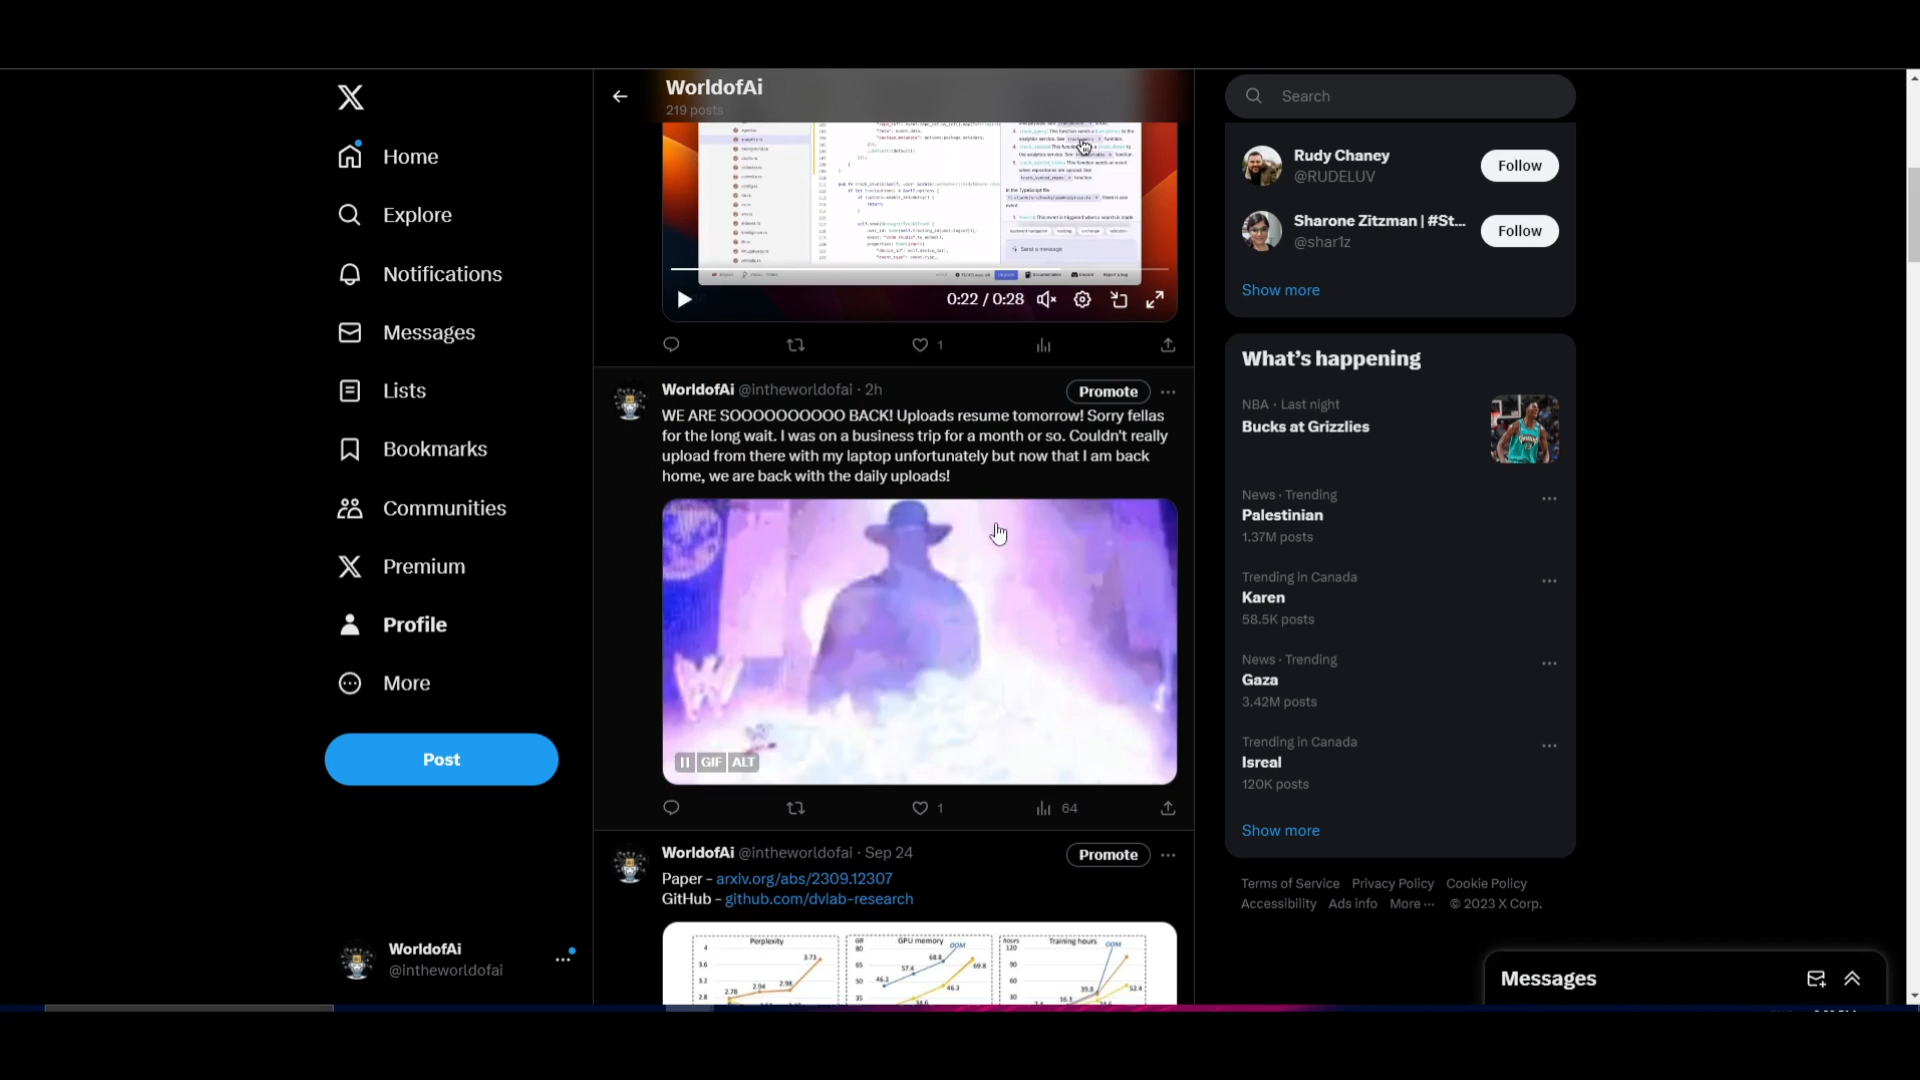 Home
Explore
Notifications
Messages
Lists
Bookmarks
Communities
Premium
Profile
More
Post
WorldofAi
@intheworldofai
WorldofAi
219 posts
Send a message
0:22 / 0:28
1
WorldofAi @intheworldofai · 2h
Promote
WE ARE SOOOOOOOOOO BACK! Uploads resume tomorrow! Sorry fellas
for the long wait. I was on a business trip for a month or so. Couldn't really
upload from there with my laptop unfortunately but now that I am back
home, we are back with the daily uploads!
GIF ALT
1
64
WorldofAi @intheworldofai · Sep 24
Promote
Paper - arxiv.org/abs/2309.12307
GitHub - github.com/dvlab-research
Perplexity
GPU memory
Training hours
Search
Rudy Chaney
@RUDELUV
Follow
Sharone Zitzman | #St...
@shar1z
Follow
Show more
What's happening
NBA · Last night
Bucks at Grizzlies
News · Trending
Palestinian
1.37M posts
Trending in Canada
Karen
58.5K posts
News · Trending
Gaza
3.42M posts
Trending in Canada
Isreal
120K posts
Show more
Terms of Service Privacy Policy Cookie Policy
Accessibility Ads info More ··· © 2023 X Corp.
Messages